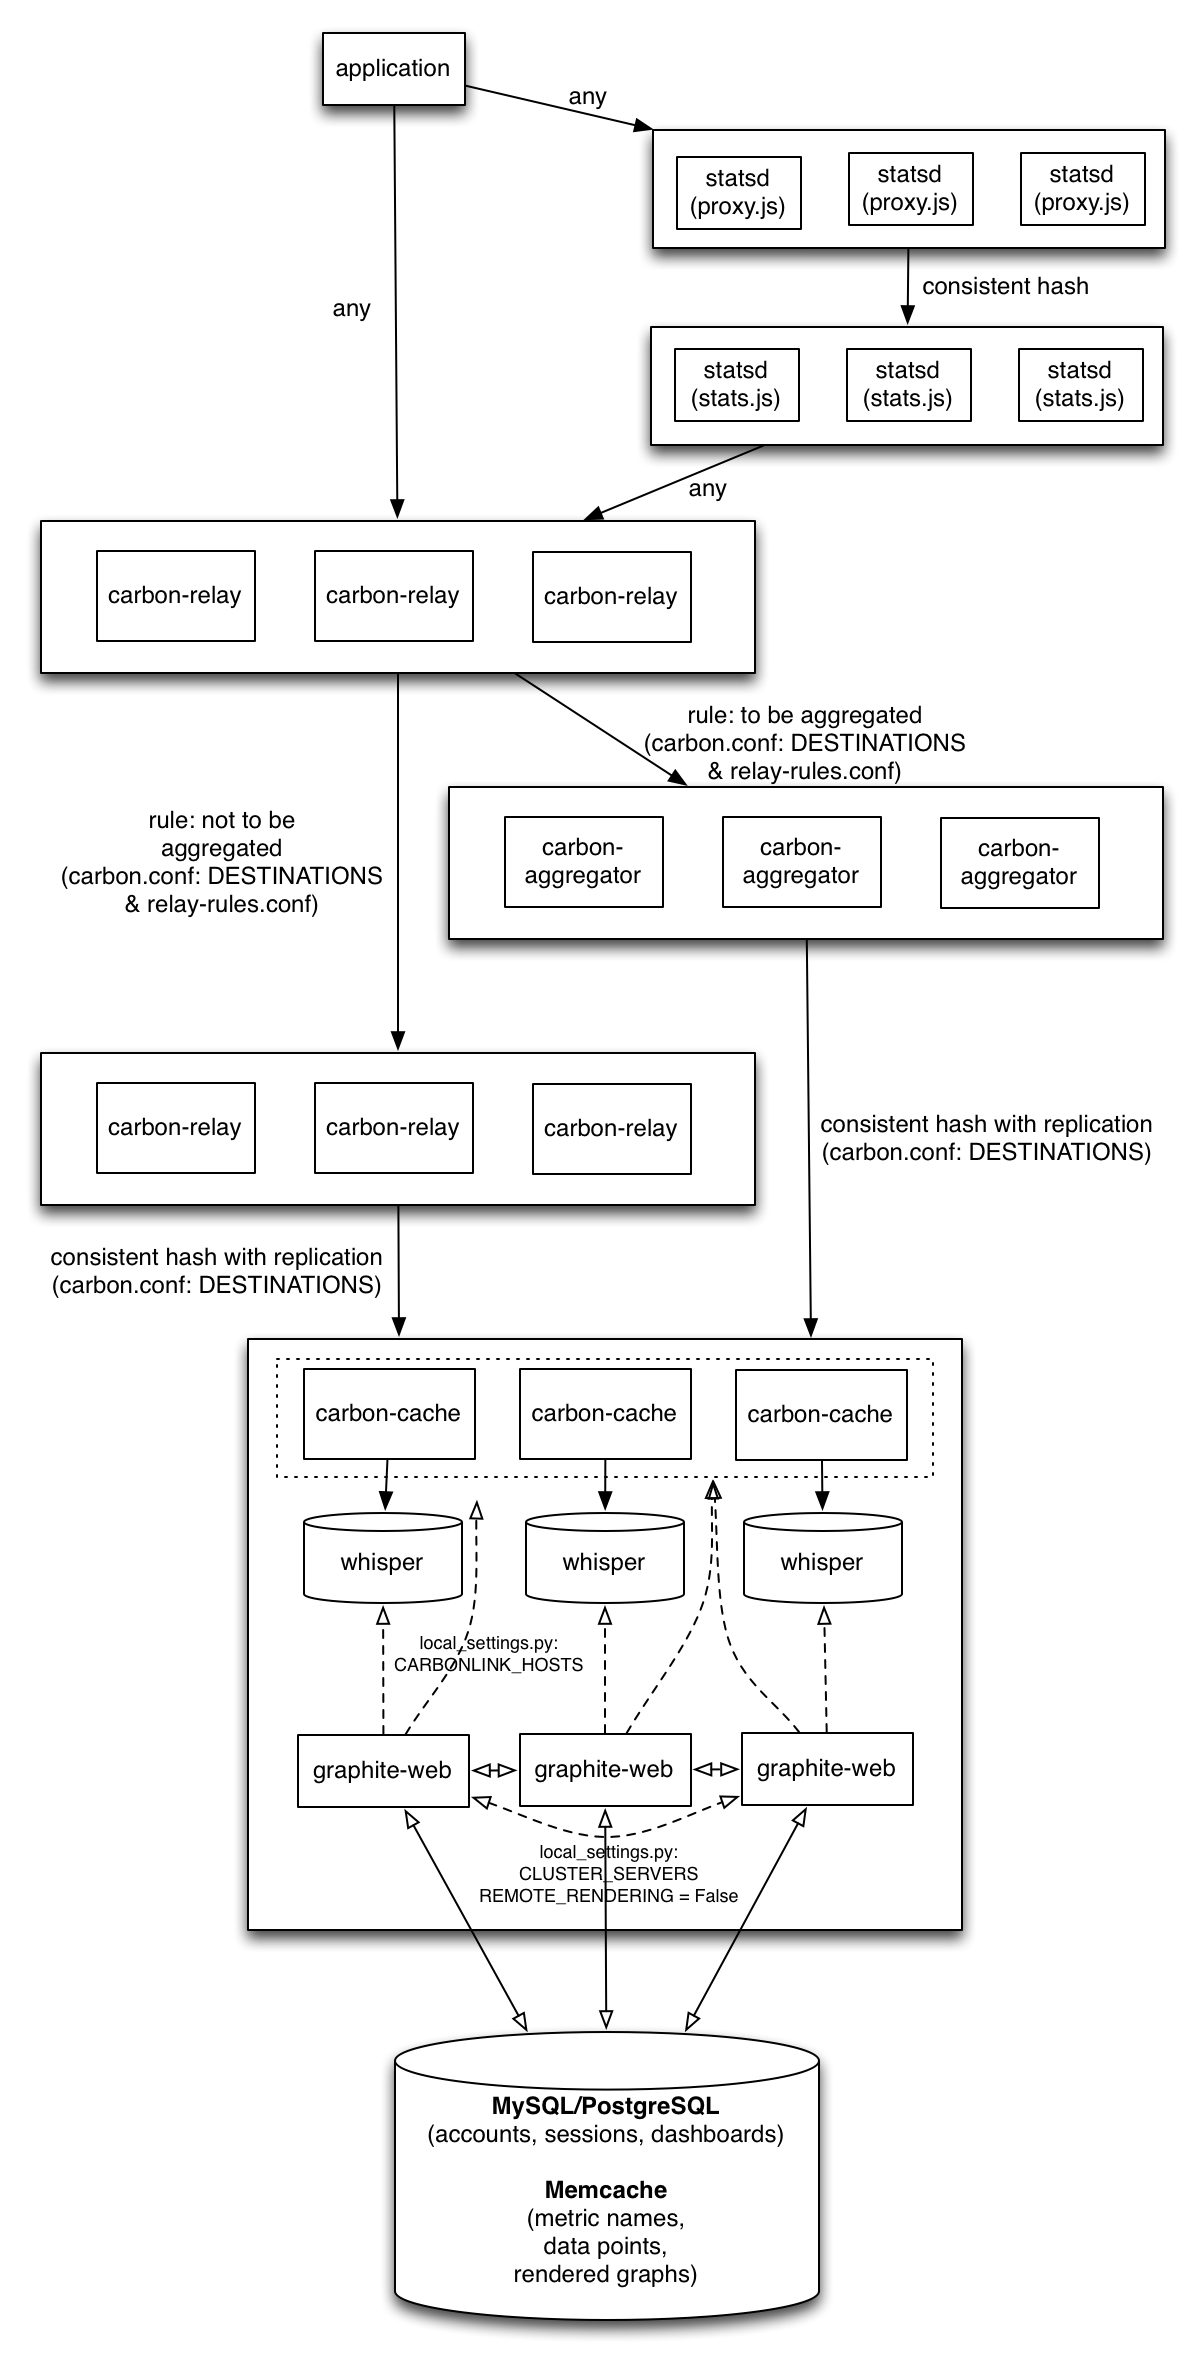 application
any
statsd
(proxy.js)
statsd
(proxy.js)
statsd
(proxy.js)
consistent hash
any
statsd
(stats.js)
statsd
(stats.js)
statsd
(stats.js)
any
carbon-relay
carbon-relay
carbon-relay
rule: to be aggregated
(carbon.conf: DESTINATIONS
& relay-rules.conf)
rule: not to be
aggregated
(carbon.conf: DESTINATIONS
& relay-rules.conf)
carbon-
aggregator
carbon-
aggregator
carbon-
aggregator
carbon-relay
carbon-relay
carbon-relay
consistent hash with replication
(carbon.conf: DESTINATIONS)
consistent hash with replication
(carbon.conf: DESTINATIONS)
carbon-cache
carbon-cache
carbon-cache
whisper
whisper
whisper
local_settings.py:
CARBONLINK_HOSTS
graphite-web
graphite-web
graphite-web
local_settings.py:
CLUSTER_SERVERS
REMOTE_RENDERING = False
MySQL/PostgreSQL
(accounts, sessions, dashboards)
Memcache
(metric names,
data points,
rendered graphs)